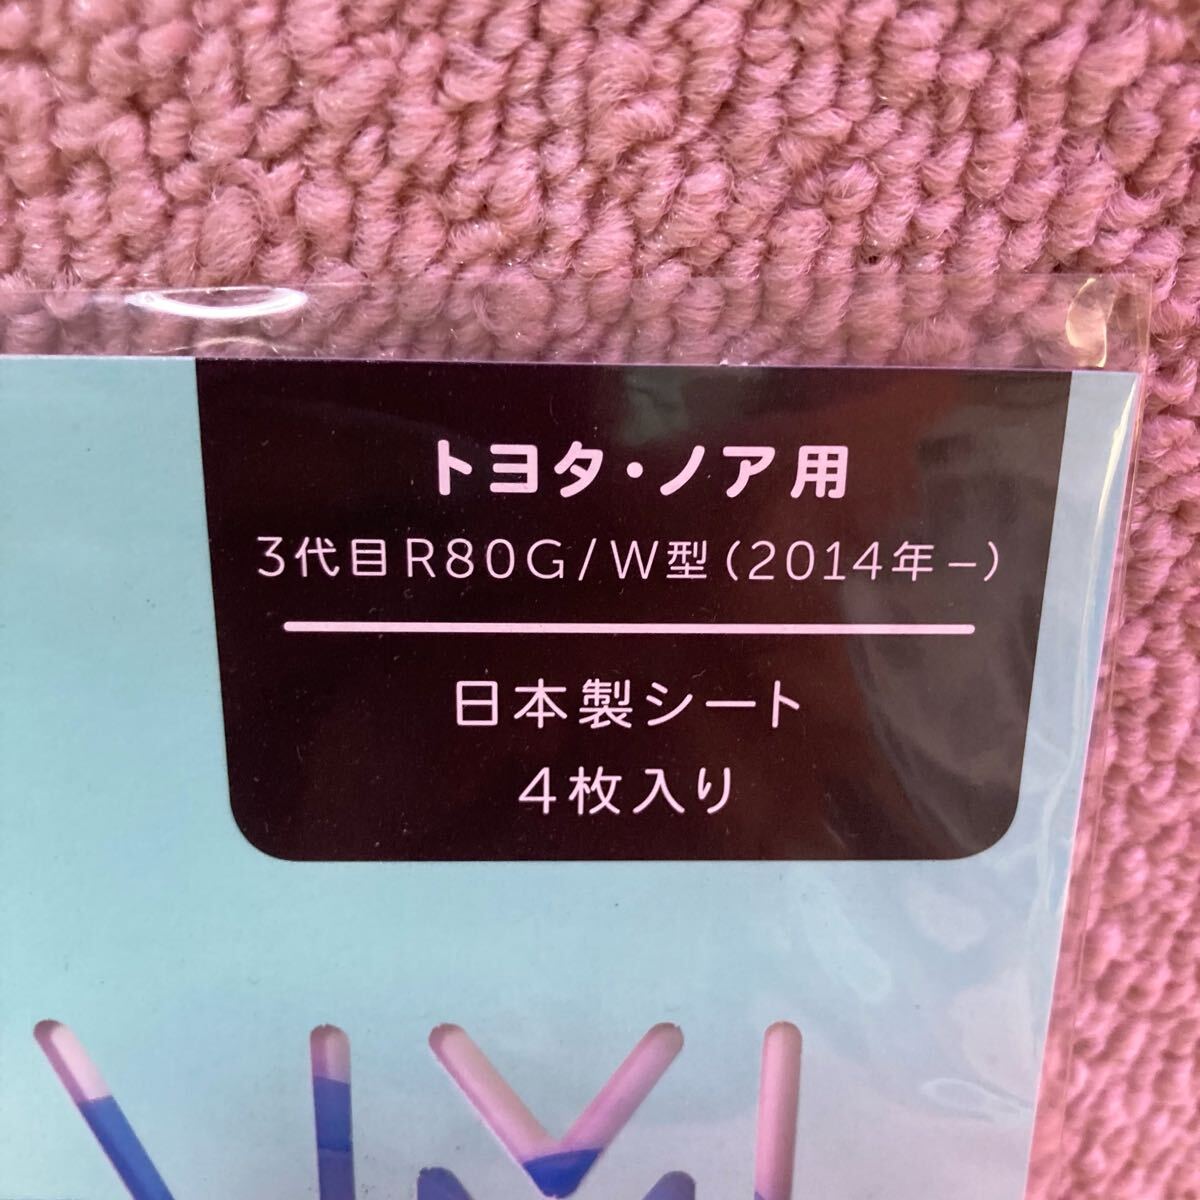 トヨタ・ノア用
3代目R80G/W型(2014年−)
日本製シート
4枚入り